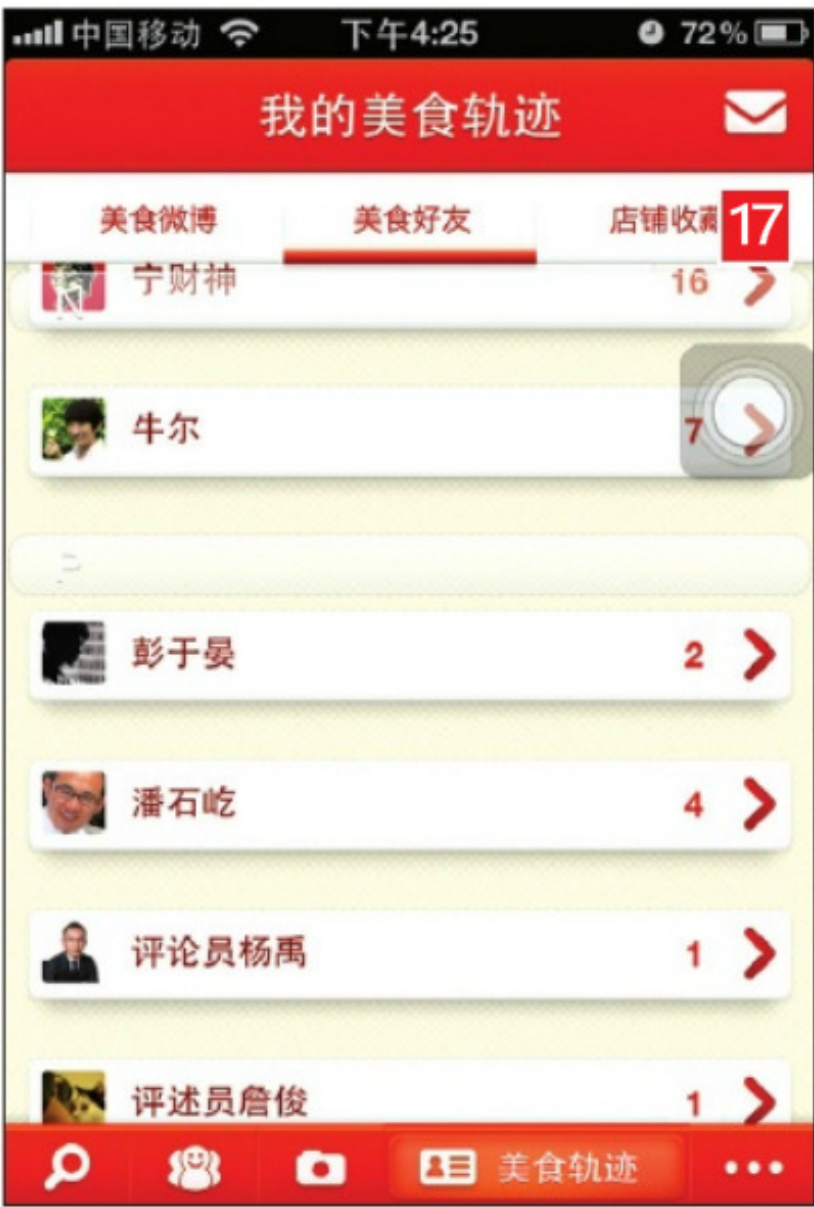 中国移动 下午4:25 72%
我的美食轨迹
美食微博 美食好友 店铺收藏 17
宁财神 16
牛尔 7
彭于晏 2
潘石屹 4
评论员杨禹 1
评述员詹俊 1
美食轨迹